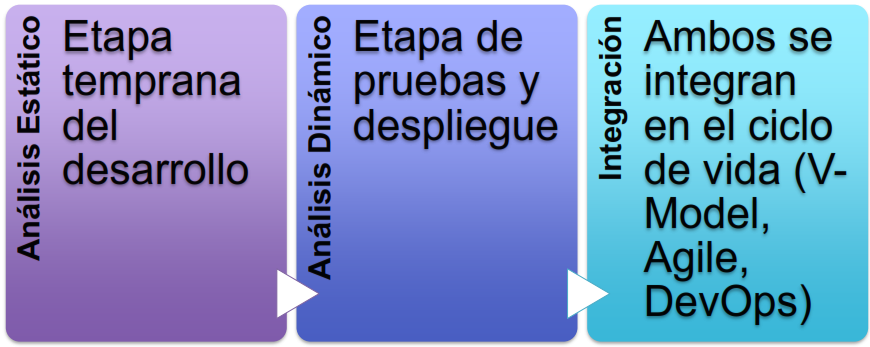 Análisis Estático
Etapa
temprana
del
desarrollo
Análisis Dinámico
Etapa de
pruebas y
despliegue
Integración
Ambos se
integran
en el ciclo
de vida (V-
Model,
Agile,
DevOps)